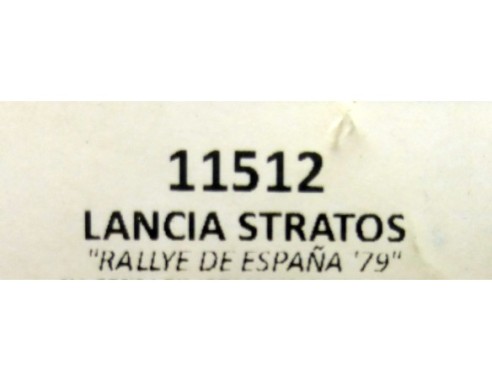 11512
LANCIA STRATOS
"RALLYE DE ESPAÑA '79"